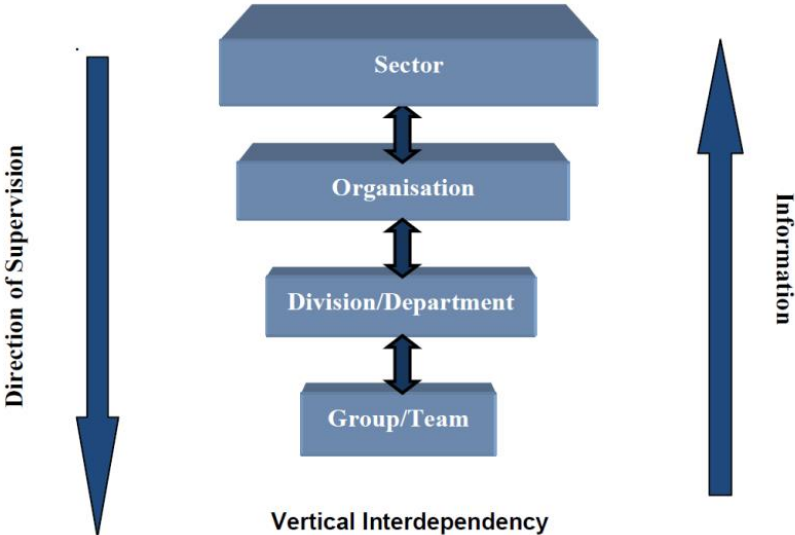 Sector
Organisation
Division/Department
Group/Team
Direction of Supervision
Information
Vertical Interdependency